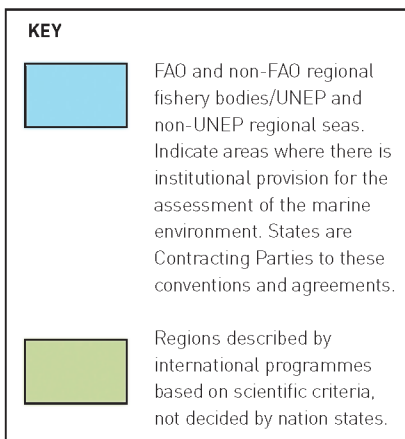 KEY
FAO and non-FAO regional
fishery bodies/UNEP and
non-UNEP regional seas.
Indicate areas where there is
institutional provision for the
assessment of the marine
environment. States are
Contracting Parties to these
conventions and agreements.
Regions described by
international programmes
based on scientific criteria,
not decided by nation states.